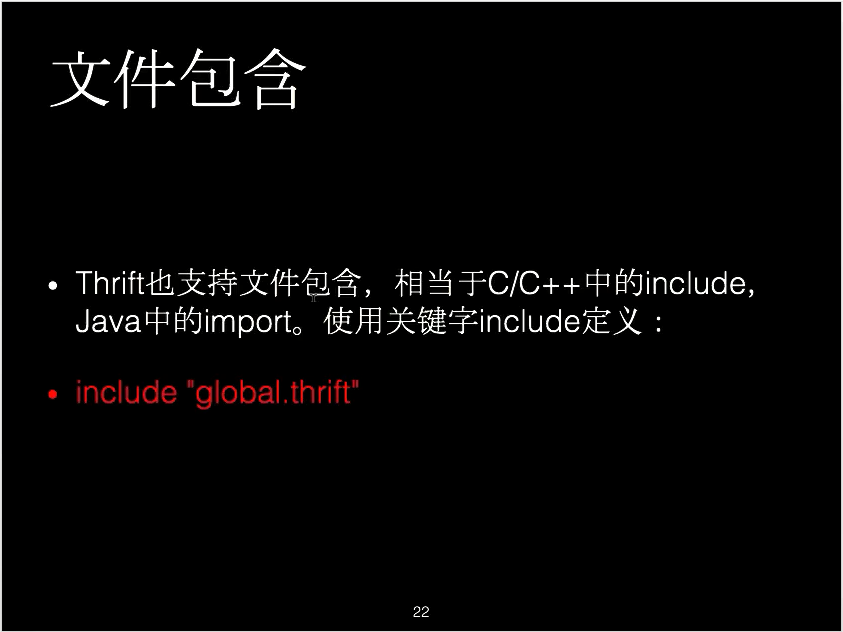 文件包含
• Thrift也支持文件包含，相当于C/C++中的include,
Java中的import。使用关键字include定义：
• include "global.thrift"
22